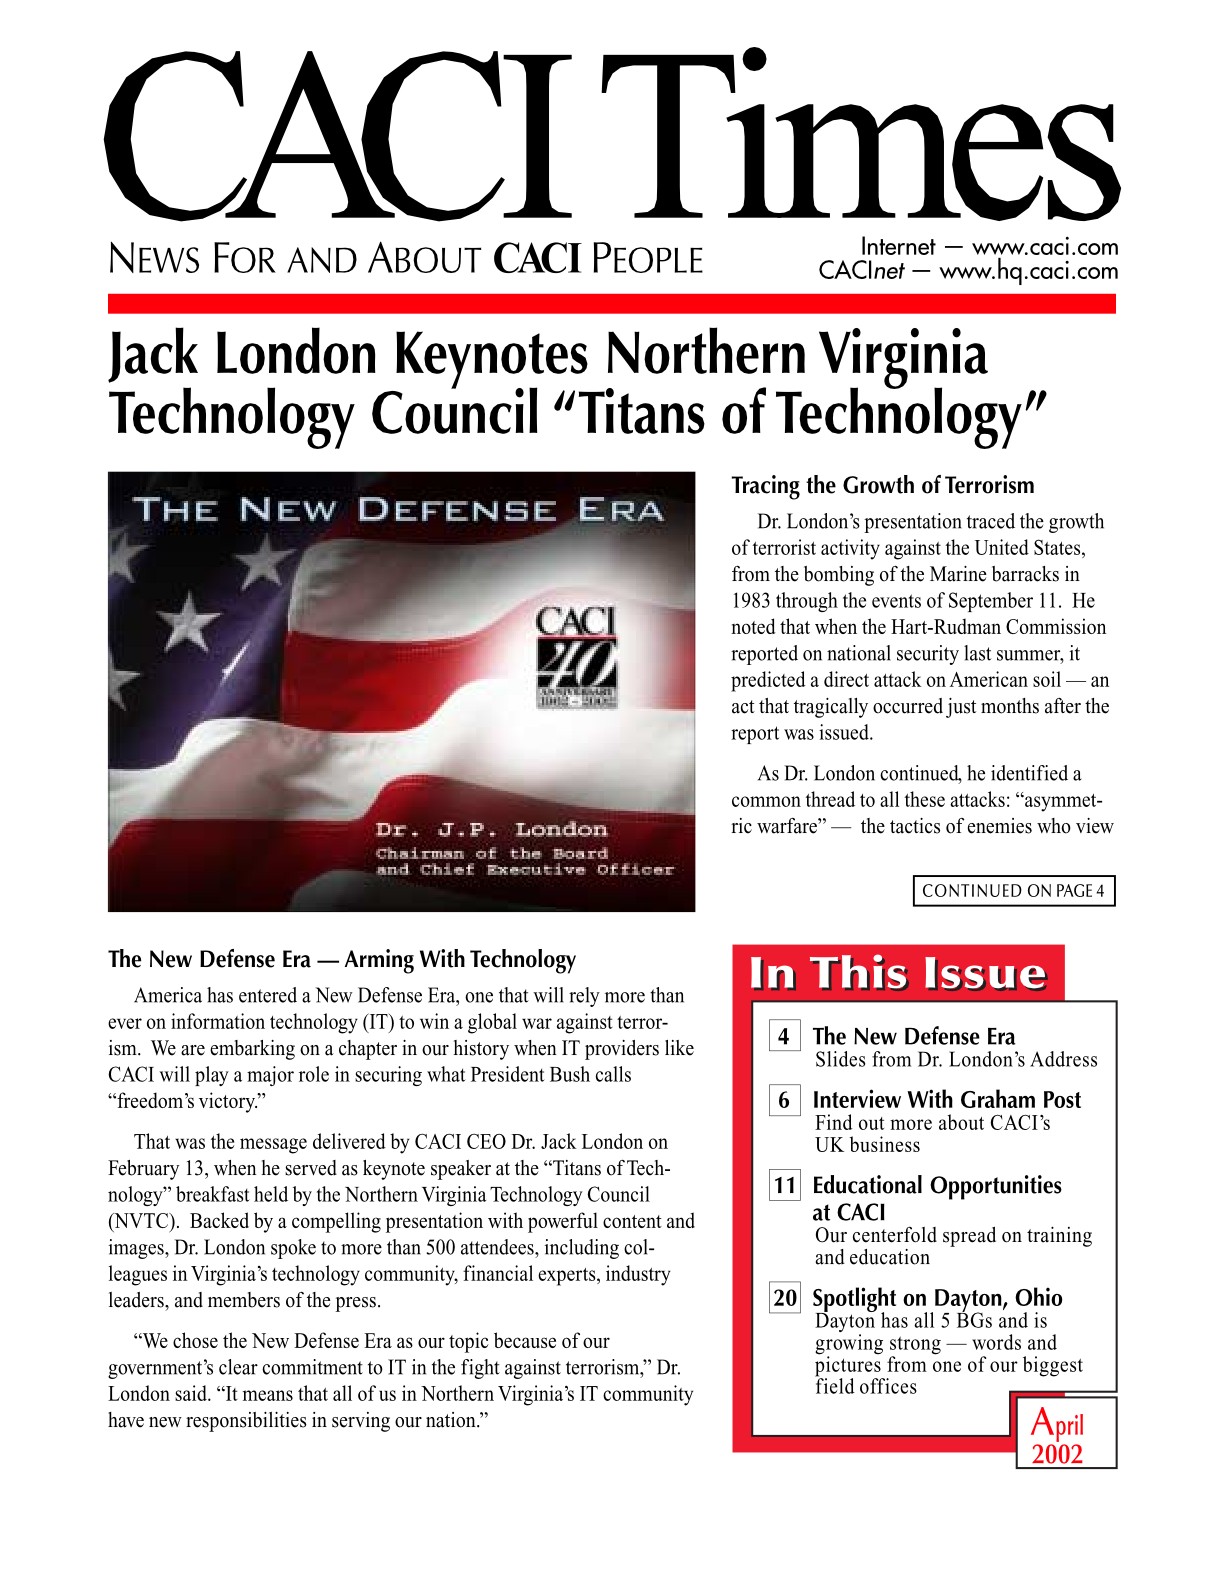 CACI Times
NEWS FOR AND ABOUT CACI PEOPLE
Internet — www.caci.com
CACInet — www.hq.caci.com
Jack London Keynotes Northern Virginia
Technology Council “Titans of Technology”
THE NEW DEFENSE ERA
CACI
40
ANNIVERSARY
1962 - 2002
Dr. J.P. London
Chairman of the Board
and Chief Executive Officer
The New Defense Era — Arming With Technology
America has entered a New Defense Era, one that will rely more than
ever on information technology (IT) to win a global war against terror-
ism.  We are embarking on a chapter in our history when IT providers like
CACI will play a major role in securing what President Bush calls
“freedom’s victory.”
That was the message delivered by CACI CEO Dr. Jack London on
February 13, when he served as keynote speaker at the “Titans of Tech-
nology” breakfast held by the Northern Virginia Technology Council
(NVTC).  Backed by a compelling presentation with powerful content and
images, Dr. London spoke to more than 500 attendees, including col-
leagues in Virginia’s technology community, financial experts, industry
leaders, and members of the press.
“We chose the New Defense Era as our topic because of our
government’s clear commitment to IT in the fight against terrorism,” Dr.
London said. “It means that all of us in Northern Virginia’s IT community
have new responsibilities in serving our nation.”
Tracing the Growth of Terrorism
Dr. London’s presentation traced the growth
of terrorist activity against the United States,
from the bombing of the Marine barracks in
1983 through the events of September 11.  He
noted that when the Hart-Rudman Commission
reported on national security last summer, it
predicted a direct attack on American soil — an
act that tragically occurred just months after the
report was issued.
As Dr. London continued, he identified a
common thread to all these attacks: “asymmet-
ric warfare” —  the tactics of enemies who view
CONTINUED ON PAGE 4
In This Issue
4 The New Defense Era
Slides from Dr. London’s Address
6 Interview With Graham Post
Find out more about CACI’s
UK business
11 Educational Opportunities
at CACI
Our centerfold spread on training
and education
20 Spotlight on Dayton, Ohio
Dayton has all 5 BGs and is
growing strong — words and
pictures from one of our biggest
field offices
April
2002